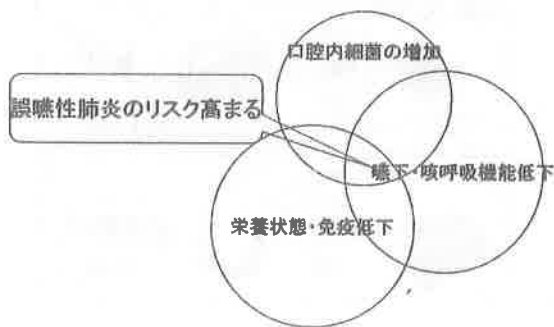 口腔内細菌の増加
誤嚥性肺炎のリスク高まる
嚥下・咳呼吸機能低下
栄養状態・免疫低下